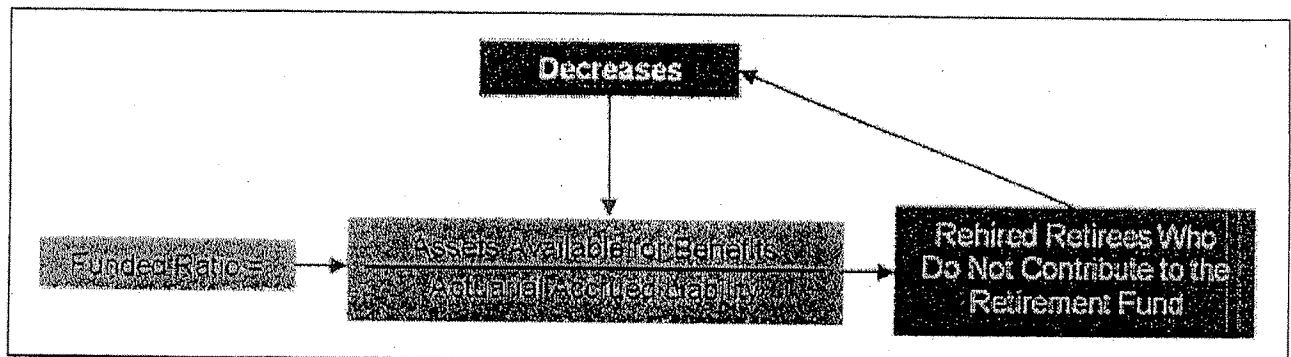 Decreases
Funded Ratio =
Assets Available for Benefits
Actuarial Accrued Liability
Rehired Retirees Who
Do Not Contribute to the
Retirement Fund